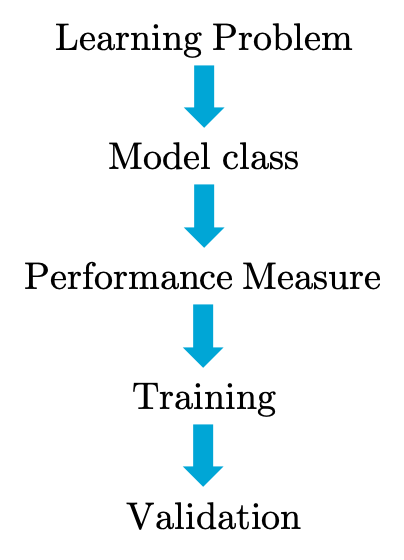 Learning Problem
Model class
Performance Measure
Training
Validation